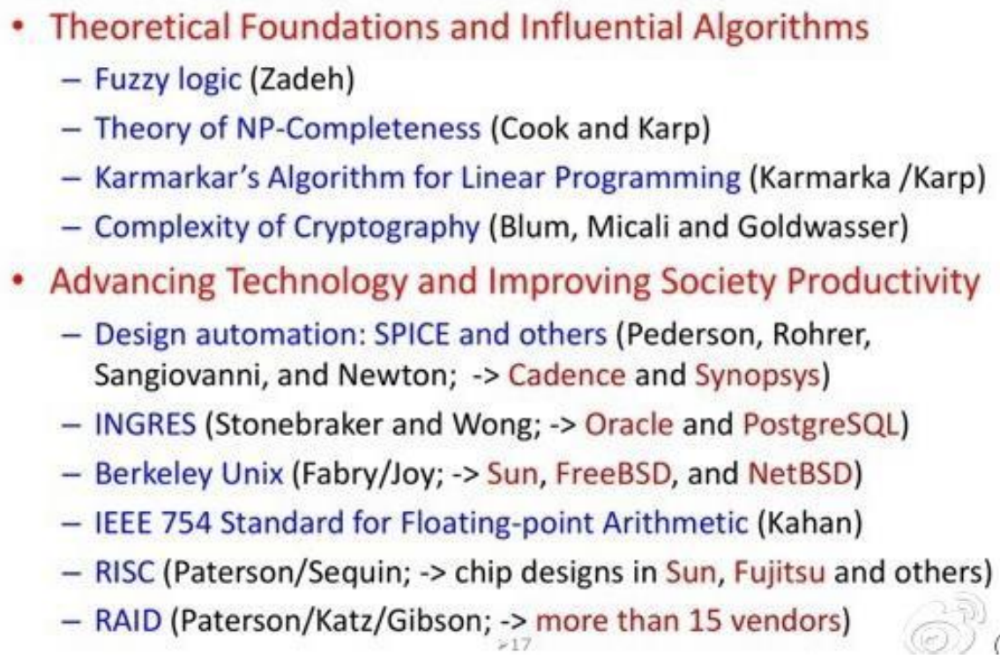 • Theoretical Foundations and Influential Algorithms
– Fuzzy logic (Zadeh)
– Theory of NP-Completeness (Cook and Karp)
– Karmarkar's Algorithm for Linear Programming (Karmarka /Karp)
– Complexity of Cryptography (Blum, Micali and Goldwasser)
• Advancing Technology and Improving Society Productivity
– Design automation: SPICE and others (Pederson, Rohrer,
Sangiovanni, and Newton; -> Cadence and Synopsys)
– INGRES (Stonebraker and Wong; -> Oracle and PostgreSQL)
– Berkeley Unix (Fabry/Joy; -> Sun, FreeBSD, and NetBSD)
– IEEE 754 Standard for Floating-point Arithmetic (Kahan)
– RISC (Paterson/Sequin; -> chip designs in Sun, Fujitsu and others)
– RAID (Paterson/Katz/Gibson; -> more than 15 vendors)
>17